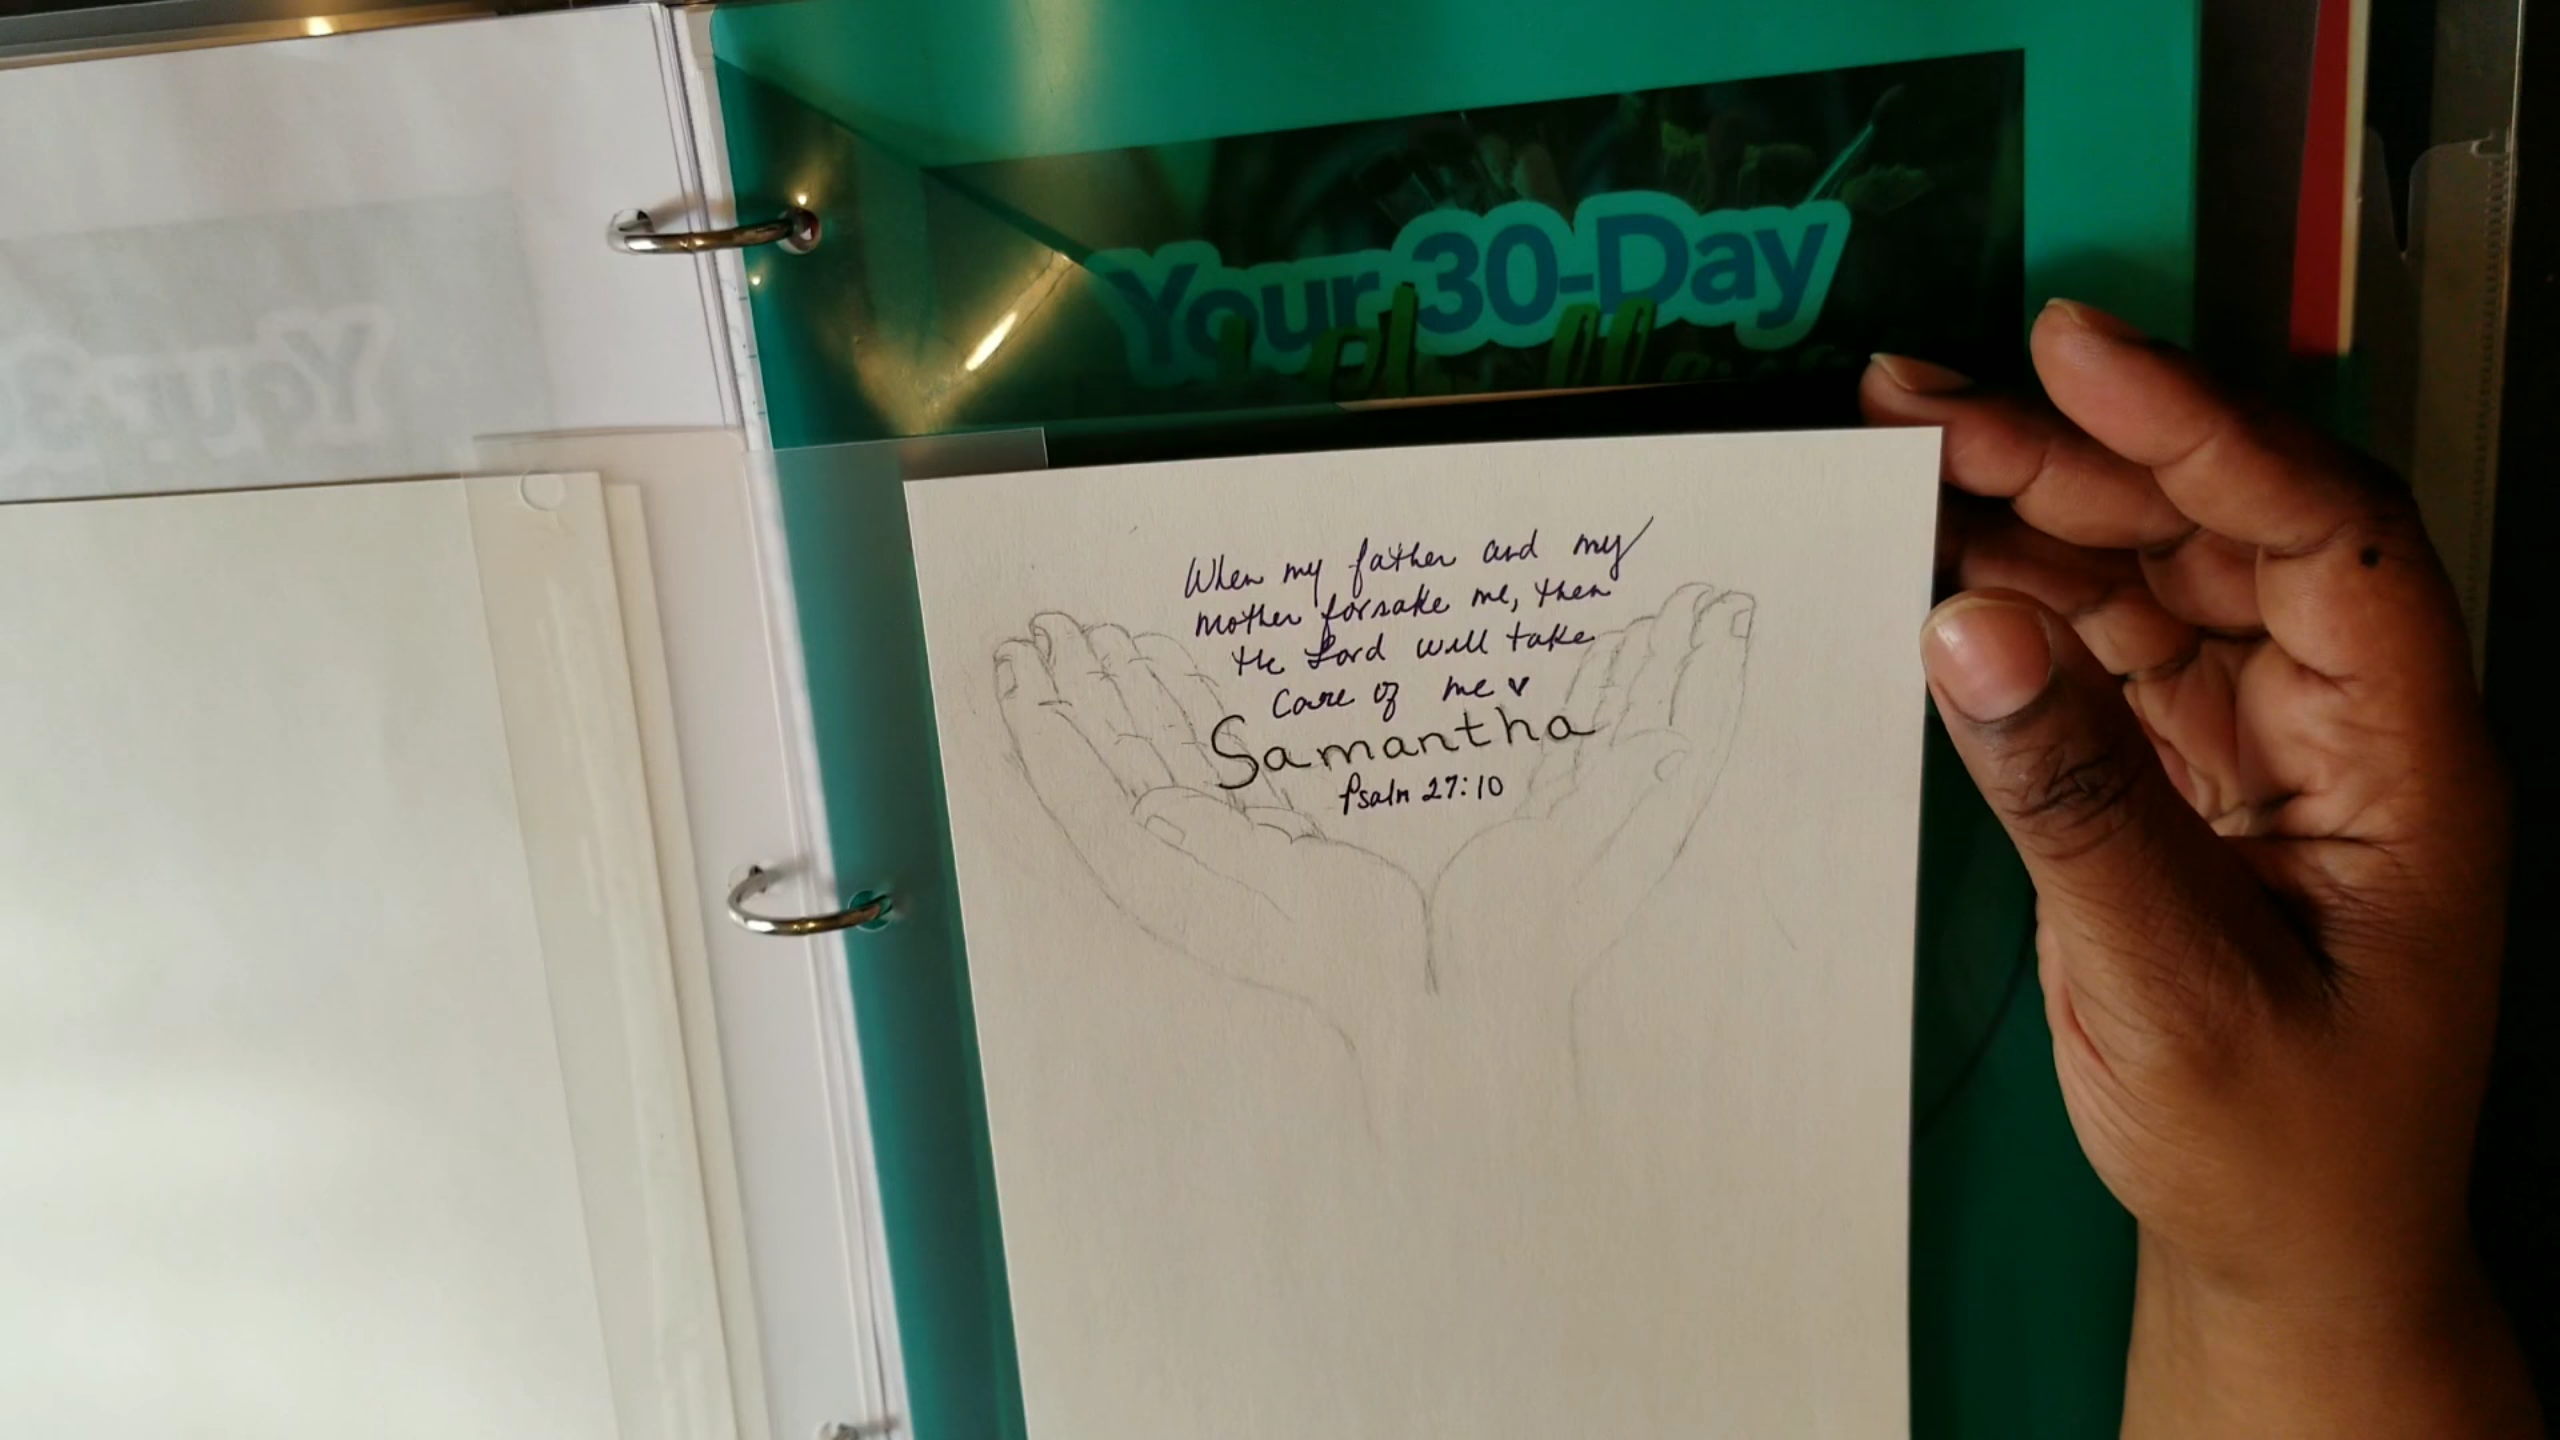 Your 30-Day
When my father and my
mother forsake me, then
the Lord will take
care of me ♥
Samantha
Psalm 27:10